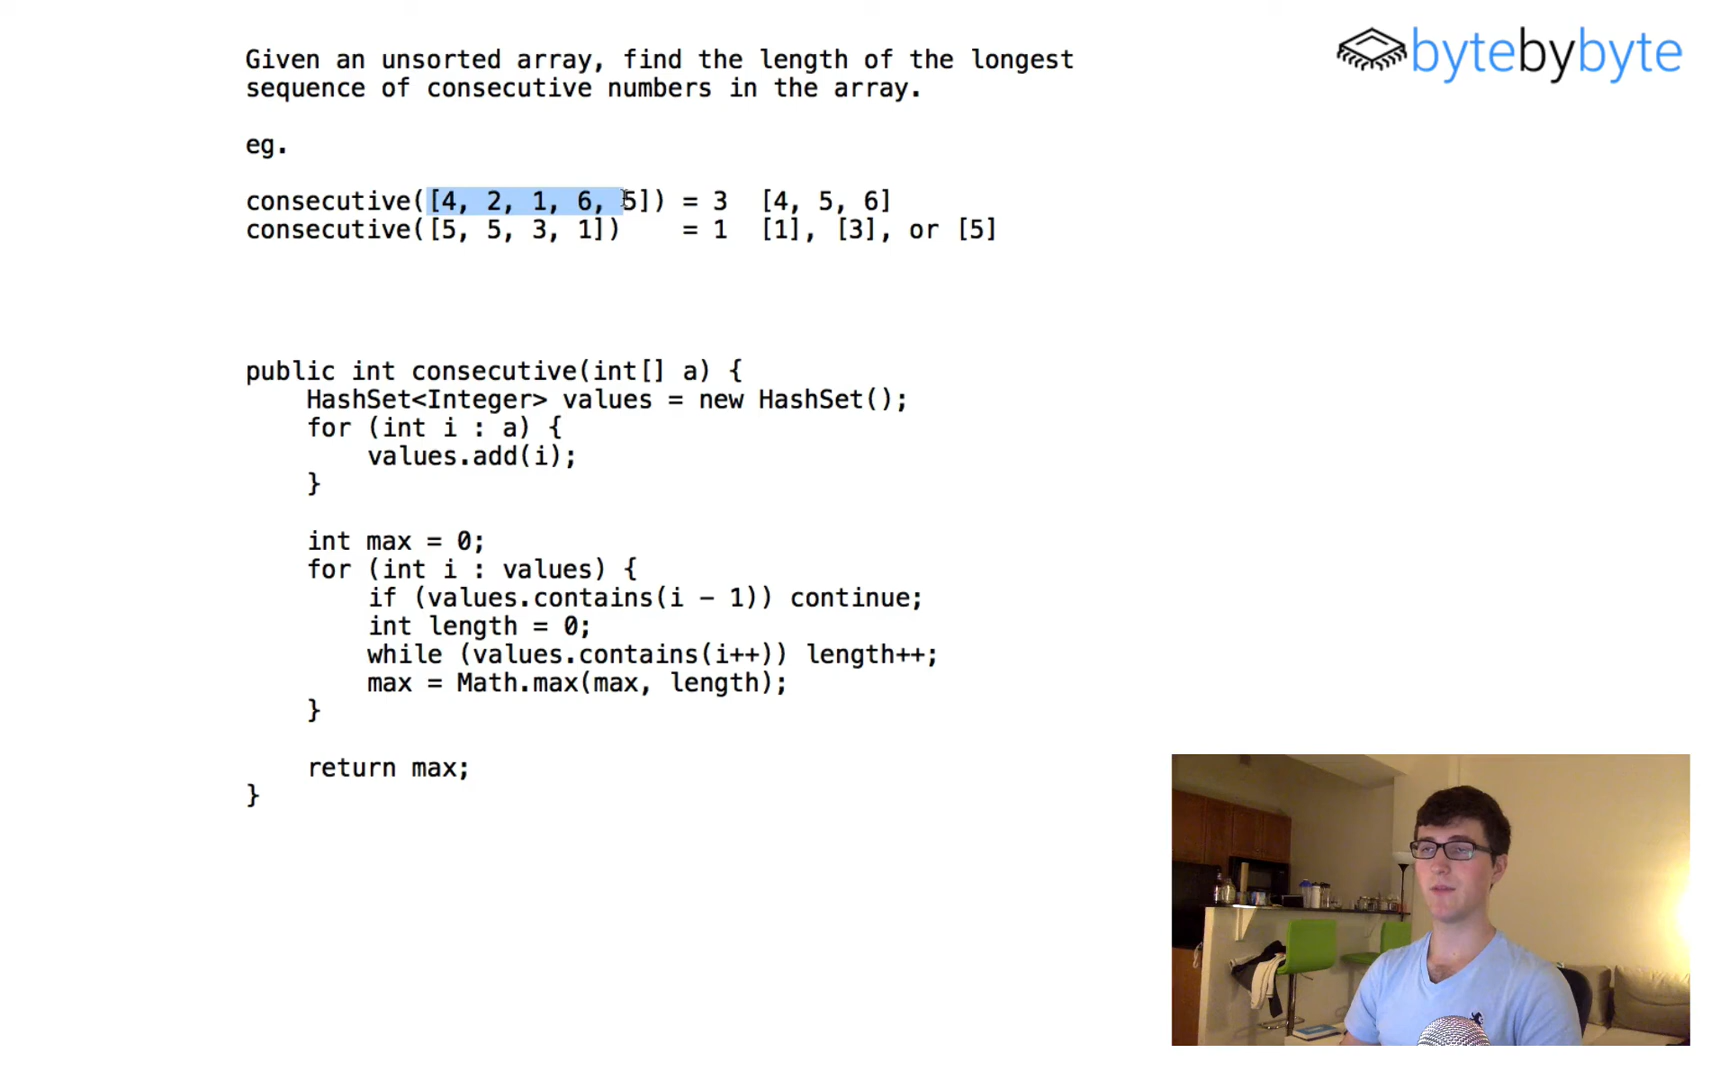 bytebybyte
Given an unsorted array, find the length of the longest
sequence of consecutive numbers in the array.
eg.
consecutive([4, 2, 1, 6, 5]) = 3  [4, 5, 6]
consecutive([5, 5, 3, 1])    = 1  [1], [3], or [5]
public int consecutive(int[] a) {
    HashSet<Integer> values = new HashSet();
    for (int i : a) {
        values.add(i);
    }
    int max = 0;
    for (int i : values) {
        if (values.contains(i - 1)) continue;
        int length = 0;
        while (values.contains(i++)) length++;
        max = Math.max(max, length);
    }
    return max;
}